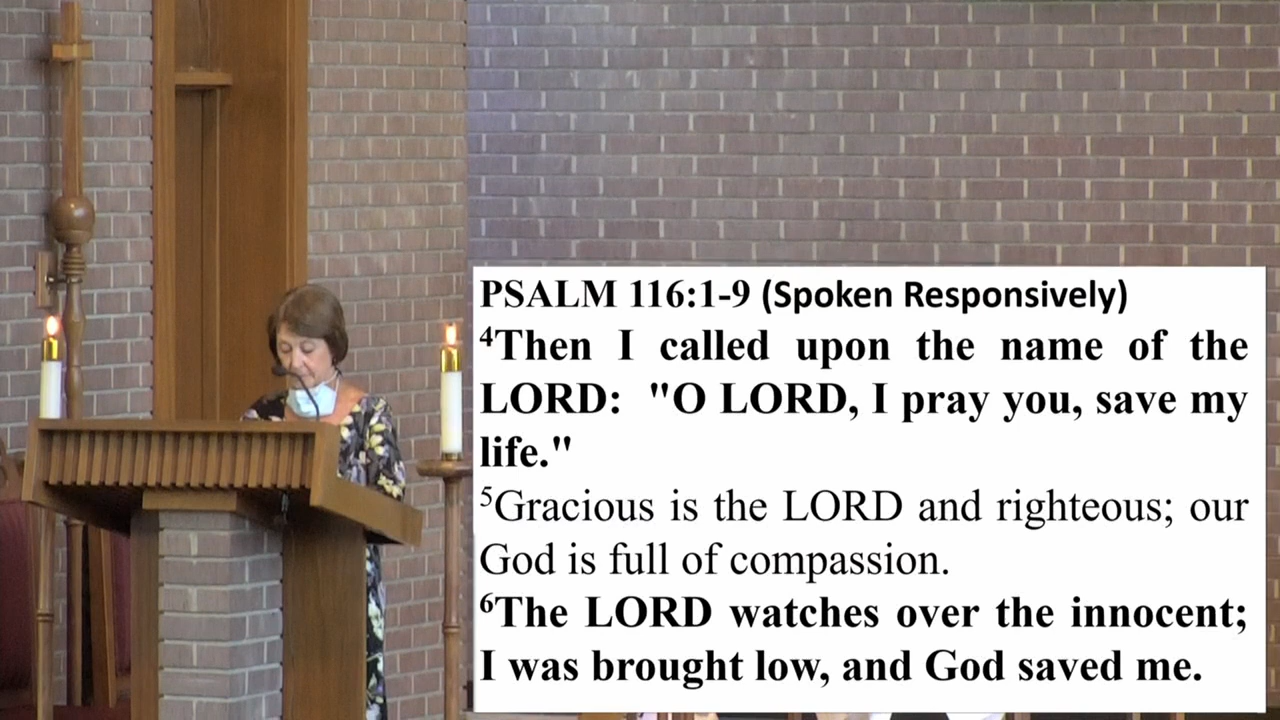 PSALM 116:1-9 (Spoken Responsively)
⁴Then I called upon the name of the
LORD: "O LORD, I pray you, save my
life."
⁵Gracious is the LORD and righteous; our
God is full of compassion.
⁶The LORD watches over the innocent;
I was brought low, and God saved me.